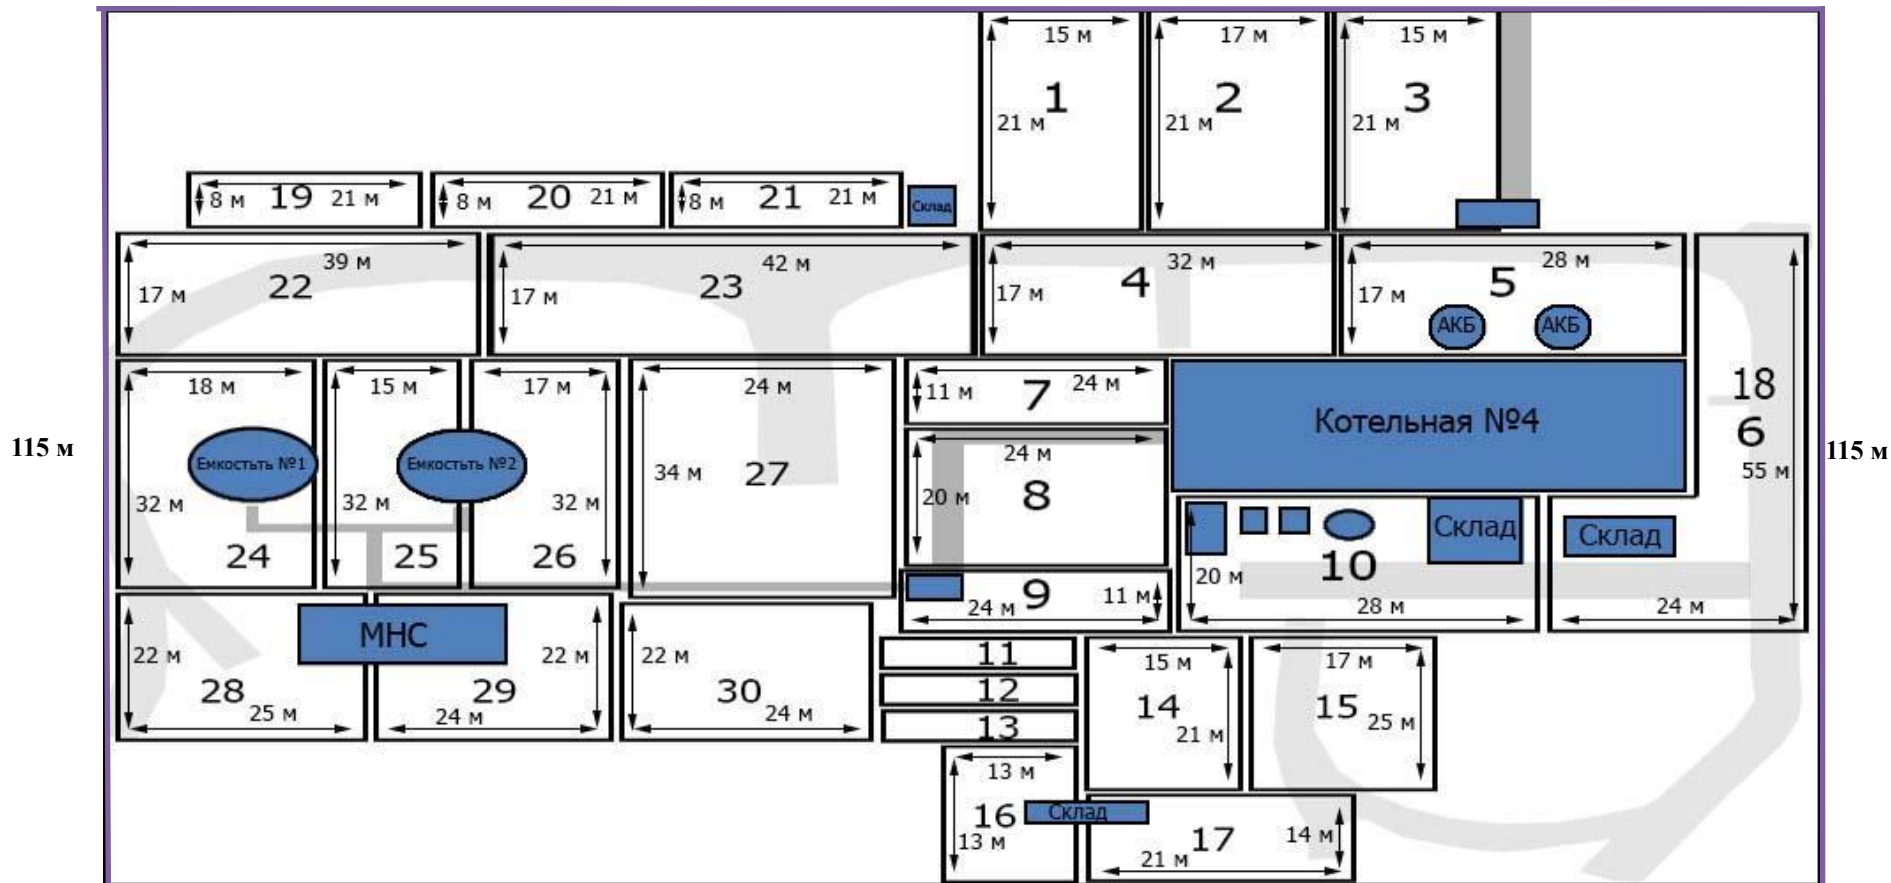 15 м
17 м
15 м
1
2
3
21 м
21 м
21 м
8 м
19
21 м
8 м
20
21 м
8 м
21
21 м
Склад
39 м
22
17 м
42 м
23
17 м
32 м
4
17 м
28 м
5
17 м
АКБ
АКБ
18 м
15 м
17 м
24 м
11 м
7
24 м
Котельная №4
18
6
55 м
115 м
115 м
Емкостьть №1
Емкостьть №2
34 м
27
24 м
20 м
8
32 м
32 м
32 м
24
25
26
Склад
Склад
10
20 м
28 м
24 м
24 м
9
11 м
МНС
22 м
28
25 м
22 м
29
24 м
22 м
30
24 м
11
12
13
15 м
14
21 м
17 м
15
25 м
13 м
16
13 м
Склад
17
14 м
21 м